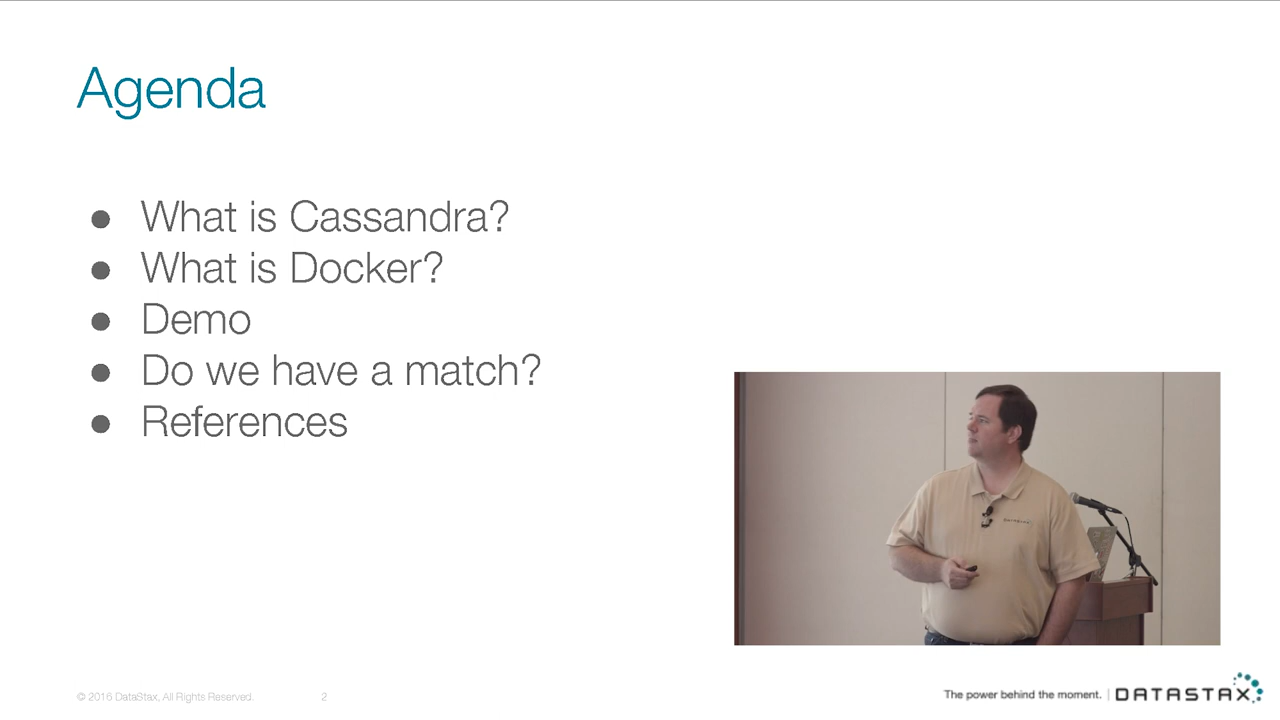 Agenda
● What is Cassandra?
● What is Docker?
● Demo
● Do we have a match?
● References
DATASTAX
© 2016 DataStax, All Rights Reserved. 2
The power behind the moment. | DATASTAX